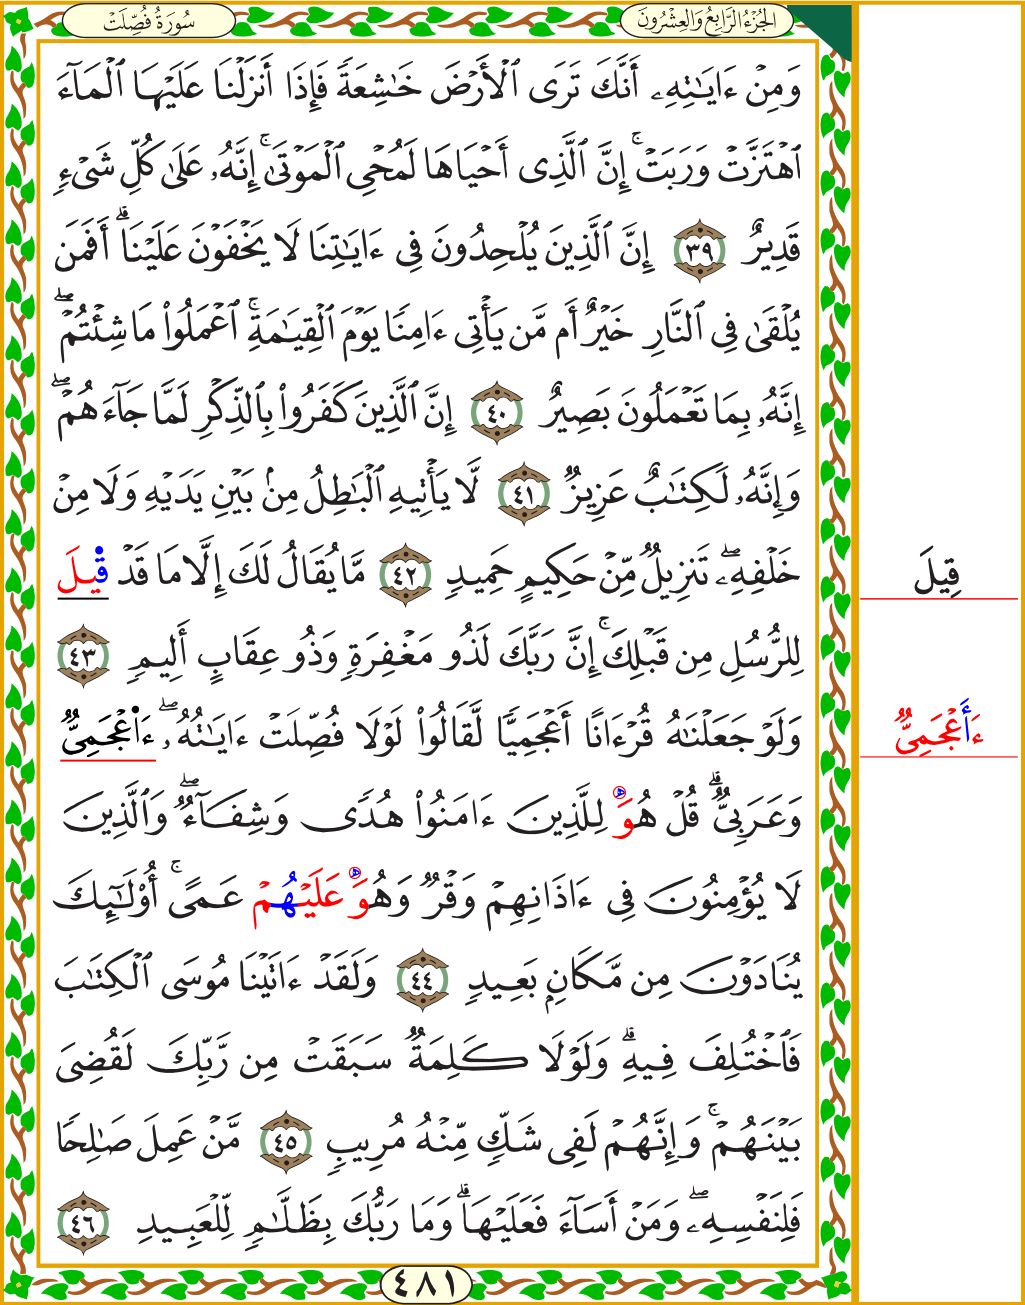 الجُزْءُ الرَّابِعُ وَالعِشْرُونَ
سُورَةُ فُصِّلَتْ
وَمِنْ ءَايَـٰتِهِۦ أَنَّكَ تَرَى ٱلْأَرْضَ خَـٰشِعَةً فَإِذَا أَنزَلْنَا عَلَيْهَا ٱلْمَآءَ
ٱهْتَزَّتْ وَرَبَتْ ۚ إِنَّ ٱلَّذِى أَحْيَاهَا لَمُحْىِ ٱلْمَوْتَىٰ ۚ إِنَّهُۥ عَلَىٰ كُلِّ شَىْءٍ
قَدِيرٌ ٣٩ إِنَّ ٱلَّذِينَ يُلْحِدُونَ فِى ءَايَـٰتِنَا لَا يَخْفَوْنَ عَلَيْنَا ۗ أَفَمَن
يُلْقَىٰ فِى ٱلنَّارِ خَيْرٌ أَم مَّن يَأْتِى ءَامِنًا يَوْمَ ٱلْقِيَـٰمَةِ ۚ ٱعْمَلُوا۟ مَا شِئْتُمْ ۖ
إِنَّهُۥ بِمَا تَعْمَلُونَ بَصِيرٌ ٤٠ إِنَّ ٱلَّذِينَ كَفَرُوا۟ بِٱلذِّكْرِ لَمَّا جَآءَهُمْ ۖ
وَإِنَّهُۥ لَكِتَـٰبٌ عَزِيزٌ ٤١ لَّا يَأْتِيهِ ٱلْبَـٰطِلُ مِنۢ بَيْنِ يَدَيْهِ وَلَا مِنْ
خَلْفِهِۦ ۖ تَنزِيلٌ مِّنْ حَكِيمٍ حَمِيدٍ ٤٢ مَّا يُقَالُ لَكَ إِلَّا مَا قَدْ قِيلَ
قِيلَ
لِلرُّسُلِ مِن قَبْلِكَ ۚ إِنَّ رَبَّكَ لَذُو مَغْفِرَةٍ وَذُو عِقَابٍ أَلِيمٍ ٤٣
وَلَوْ جَعَلْنَـٰهُ قُرْءَانًا أَعْجَمِيًّا لَّقَالُوا۟ لَوْلَا فُصِّلَتْ ءَايَـٰتُهُۥ ۖ ءَا۬عْجَمِىٌّ
ءَأَعْجَمِىٌّ
وَعَرَبِىٌّ ۗ قُلْ هُوَ لِلَّذِينَ ءَامَنُوا۟ هُدًى وَشِفَآءٌ ۖ وَٱلَّذِينَ
لَا يُؤْمِنُونَ فِى ءَاذَانِهِمْ وَقْرٌ وَهُوَ عَلَيْهُمْ عَمًى ۚ أُو۟لَـٰٓئِكَ
يُنَادَوْنَ مِن مَّكَانٍۭ بَعِيدٍ ٤٤ وَلَقَدْ ءَاتَيْنَا مُوسَى ٱلْكِتَـٰبَ
فَٱخْتُلِفَ فِيهِ ۗ وَلَوْلَا كَلِمَةٌ سَبَقَتْ مِن رَّبِّكَ لَقُضِىَ
بَيْنَهُمْ ۚ وَإِنَّهُمْ لَفِى شَكٍّ مِّنْهُ مُرِيبٍ ٤٥ مَّنْ عَمِلَ صَـٰلِحًا
فَلِنَفْسِهِۦ ۖ وَمَنْ أَسَآءَ فَعَلَيْهَا ۗ وَمَا رَبُّكَ بِظَلَّـٰمٍ لِّلْعَبِيدِ ٤٦
٤٨١